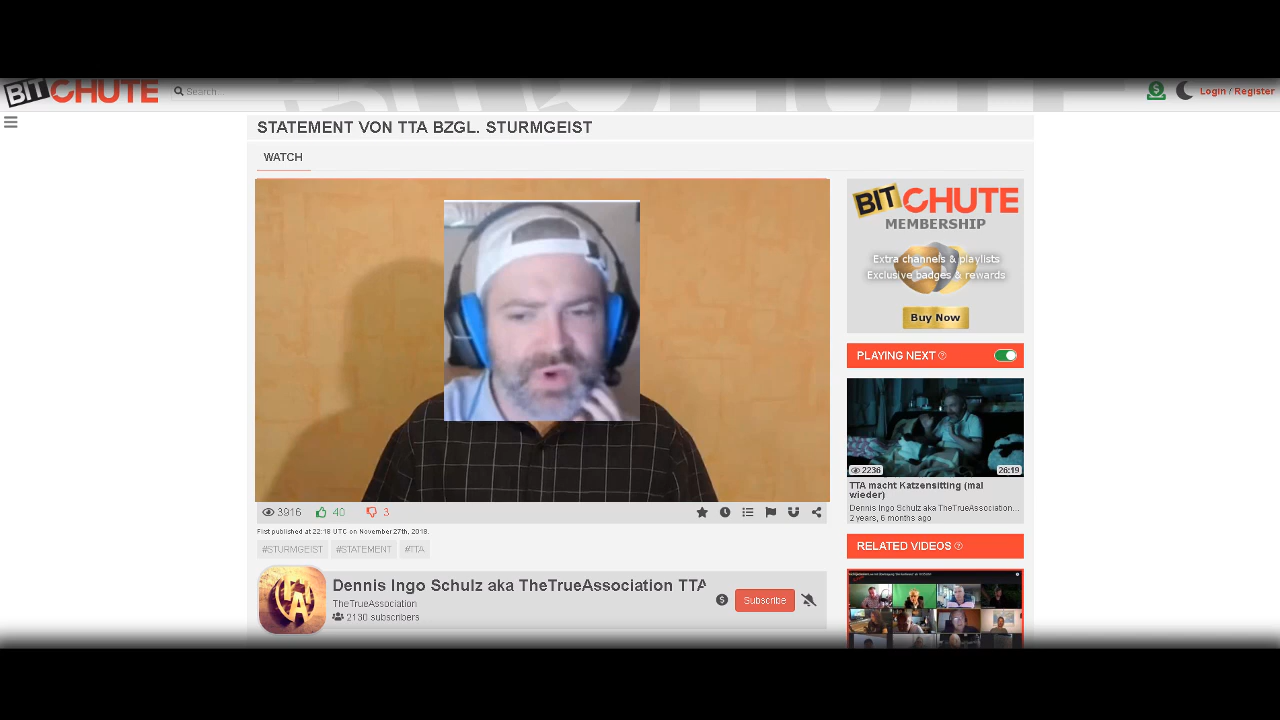 BITCHUTE
Search...
Login / Register
STATEMENT VON TTA BZGL. STURMGEIST
WATCH
BITCHUTE
MEMBERSHIP
Extra channels & playlists
Exclusive badges & rewards
Buy Now
PLAYING NEXT
2236
26:19
TTA macht Katzensitting (mal
wieder)
Dennis Ingo Schulz aka TheTrueAssociation...
2 years, 6 months ago
3916
40
3
First published at 22:18 UTC on November 27th, 2018.
#STURMGEIST
#STATEMENT
#TTA
RELATED VIDEOS
Dennis Ingo Schulz aka TheTrueAssociation TTA
TheTrueAssociation
2130 subscribers
Subscribe